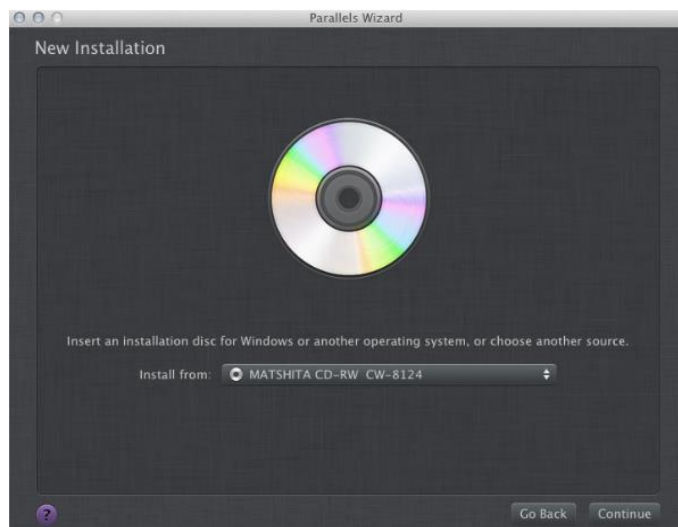 Parallels Wizard
New Installation
Insert an installation disc for Windows or another operating system, or choose another source.
Install from: MATSHITA CD-RW CW-8124
? Go Back Continue